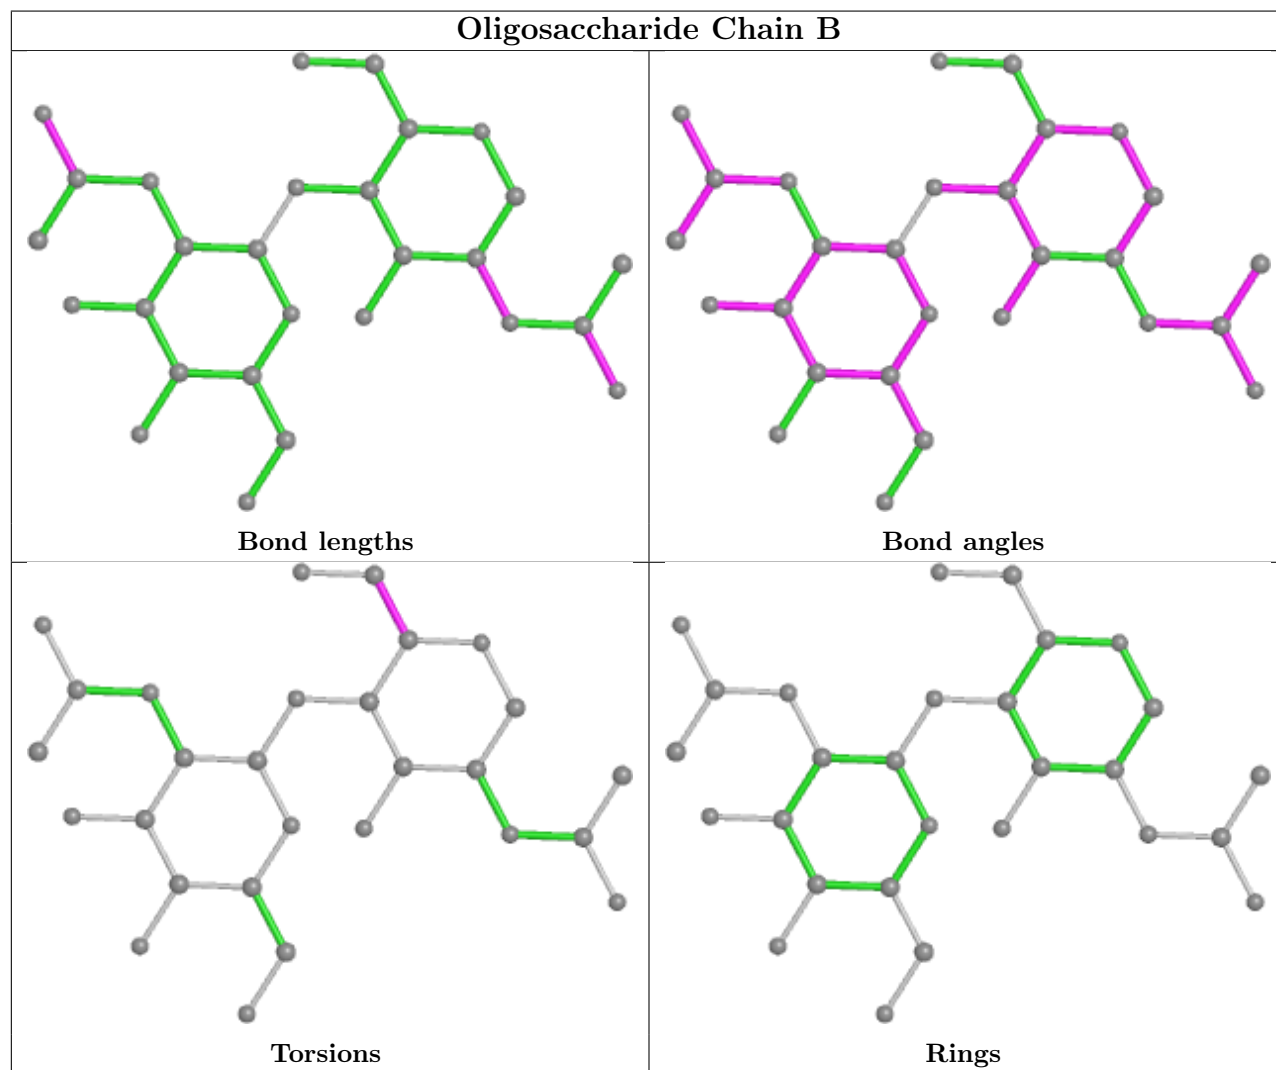 Oligosaccharide Chain B
Bond lengths
Bond angles
Torsions
Rings